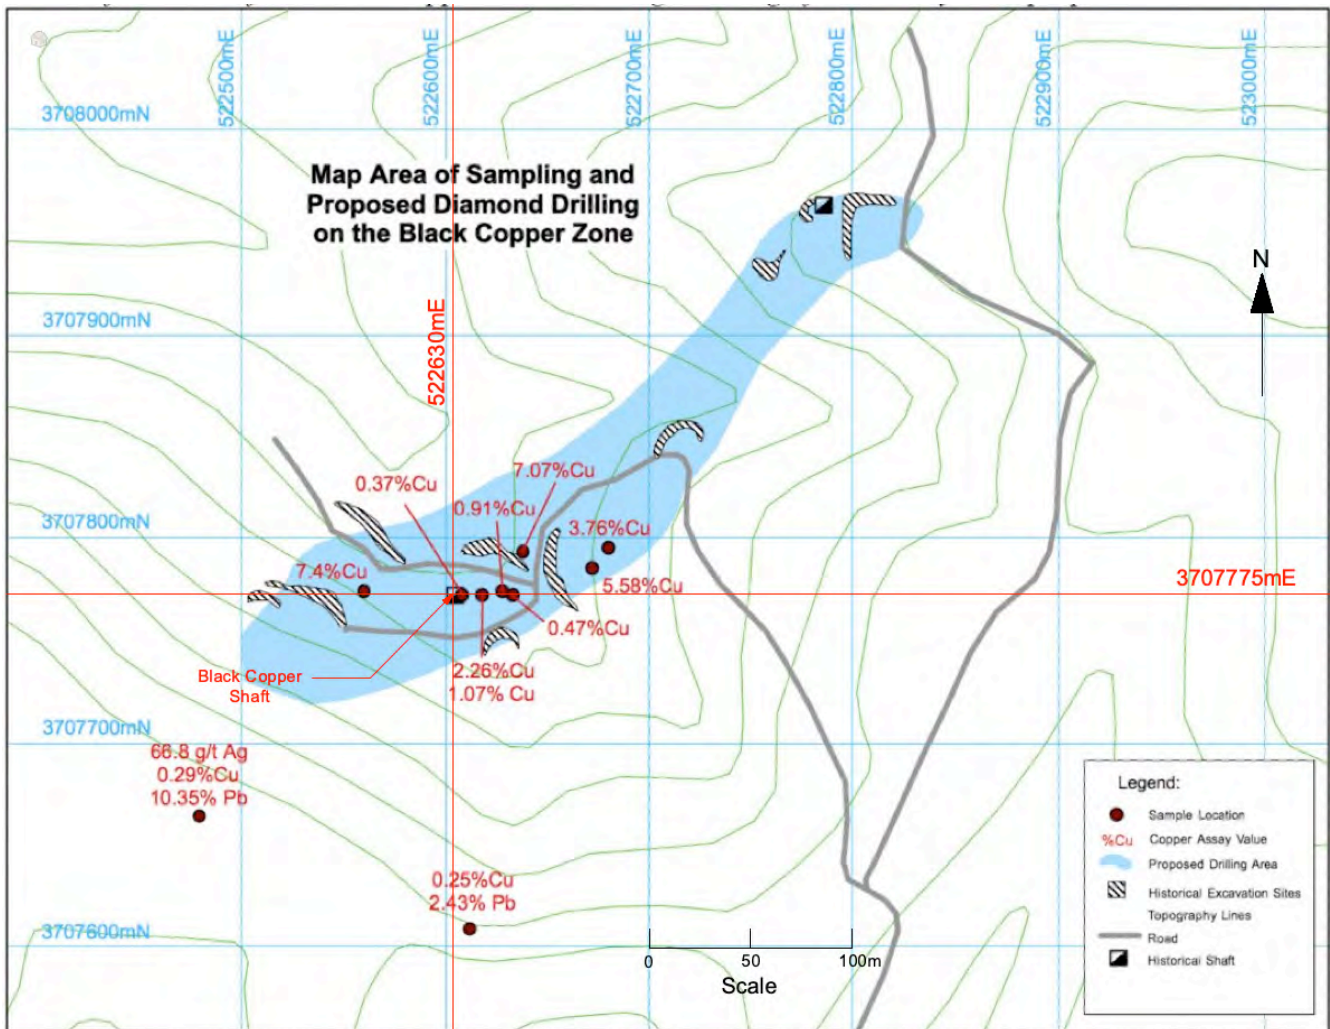 522500mE
522600mE
522700mE
522800mE
522900mE
523000mE
3708000mN
Map Area of Sampling and
Proposed Diamond Drilling
on the Black Copper Zone
N
3707900mN
522630mE
7.07%Cu
0.37%Cu
0.91%Cu
3707800mN
3.76%Cu
7.4%Cu
5.58%Cu
3707775mE
0.47%Cu
Black Copper
Shaft
2.26%Cu
1.07% Cu
3707700mN
66.8 g/t Ag
0.29%Cu
10.35% Pb
0.25%Cu
2.43% Pb
3707600mN
0 50 100m
Scale
Legend:
Sample Location
%Cu Copper Assay Value
Proposed Drilling Area
Historical Excavation Sites
Topography Lines
Road
Historical Shaft